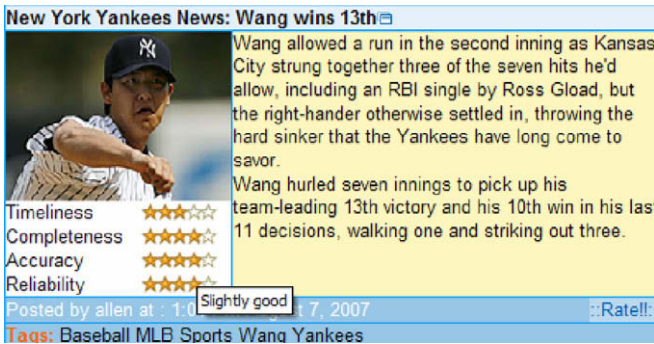 New York Yankees News: Wang wins 13th
Wang allowed a run in the second inning as Kansas
City strung together three of the seven hits he'd
allow, including an RBI single by Ross Gload, but
the right-hander otherwise settled in, throwing the
hard sinker that the Yankees have long come to
savor.
Wang hurled seven innings to pick up his
team-leading 13th victory and his 10th win in his last
11 decisions, walking one and striking out three.
NY
Timeliness
Completeness
Accuracy
Reliability
Slightly good
Posted by allen at : 1:0 t 7, 2007
::Rate!!:
Tags: Baseball MLB Sports Wang Yankees